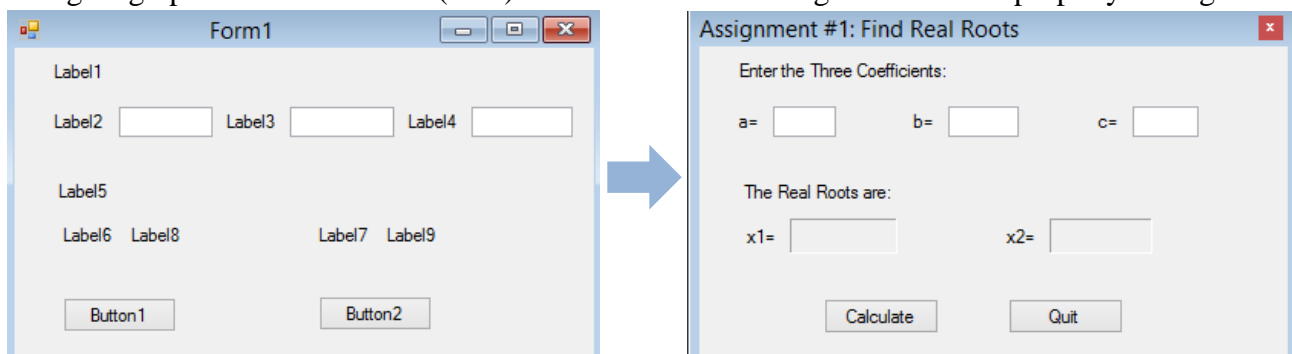 Form1
Label1
Label2 Label3 Label4
Label5
Label6 Label8 Label7 Label9
Button1 Button2
Assignment #1: Find Real Roots
x
Enter the Three Coefficients:
a= b= c=
The Real Roots are:
x1= x2=
Calculate Quit